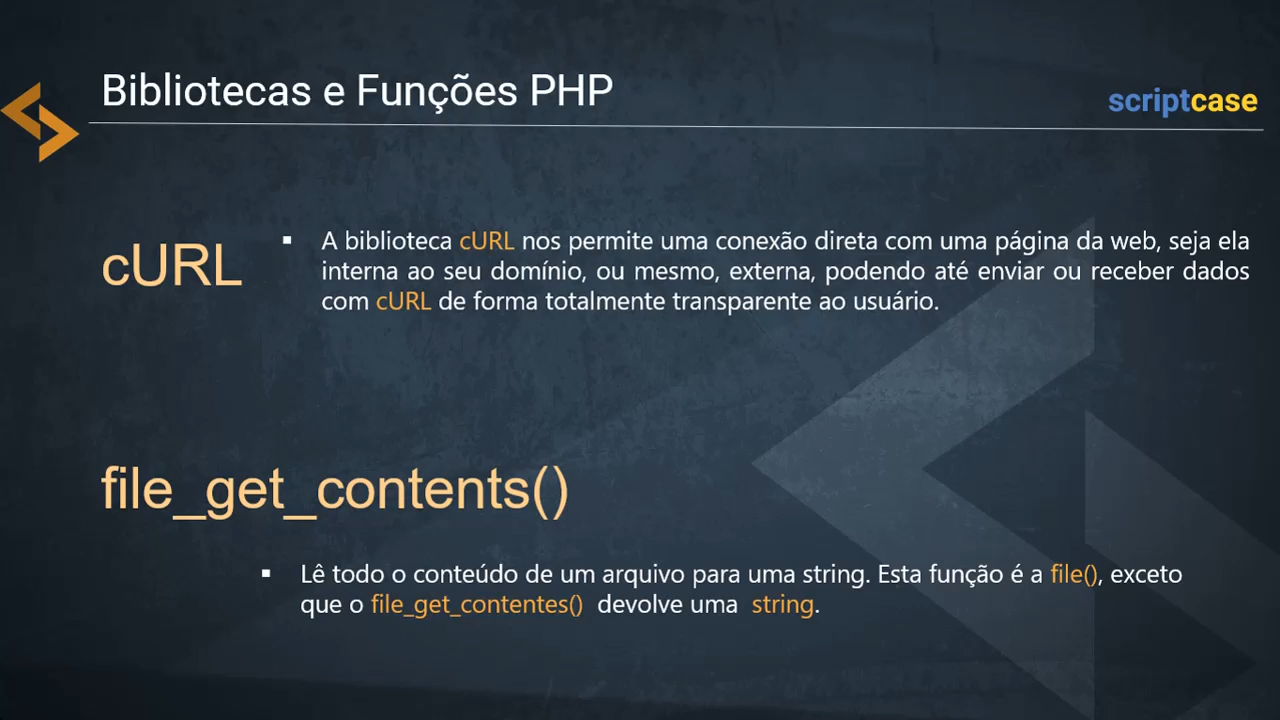 Bibliotecas e Funções PHP
scriptcase
cURL
▪ A biblioteca cURL nos permite uma conexão direta com uma página da web, seja ela
interna ao seu domínio, ou mesmo, externa, podendo até enviar ou receber dados
com cURL de forma totalmente transparente ao usuário.
file_get_contents()
▪ Lê todo o conteúdo de um arquivo para uma string. Esta função é a file(), exceto
que o file_get_contentes() devolve uma string.